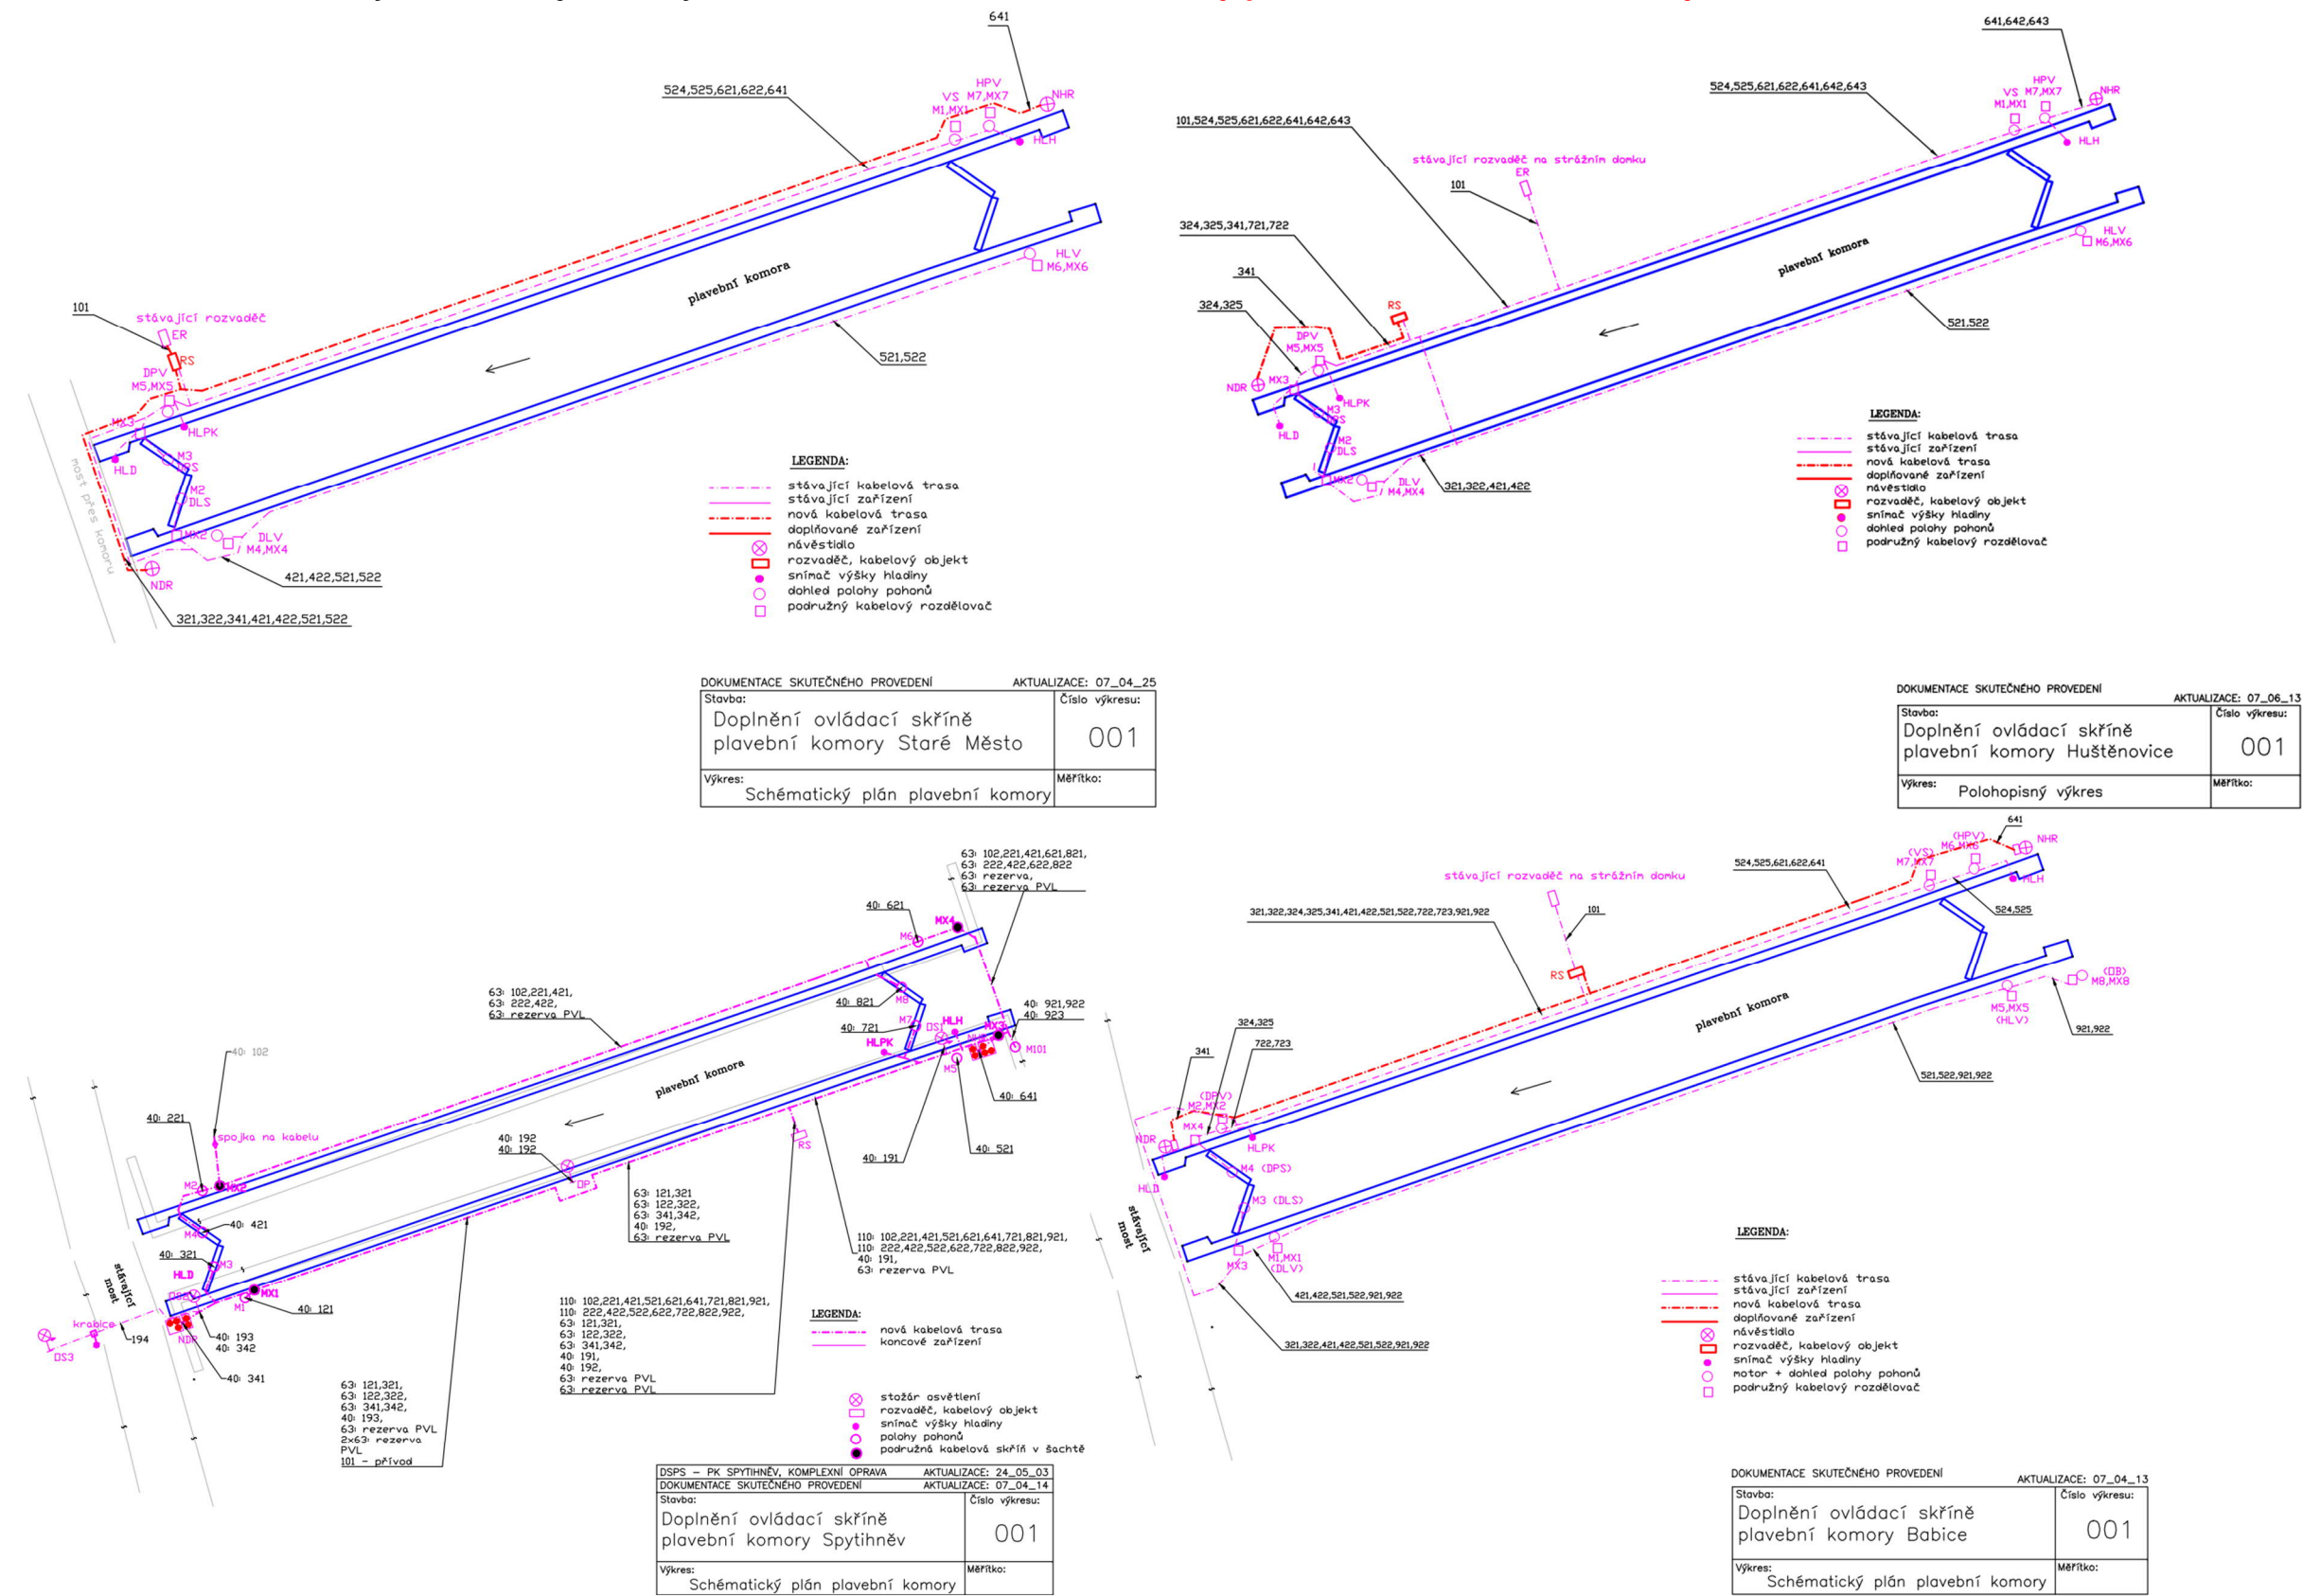 641
524,525,621,622,641
HPV
VS M7,MX7
M1,MX1
NHR
HLH
plavební komora
HLV
M6,MX6
101
stávající rozvaděč
ER
RS
DPV
M5,MX5
MX3
HLPK
HLD
M3
DPS
M2
DLS
MX2
DLV
M4,MX4
NDR
most přes komoru
521,522
421,422,521,522
321,322,341,421,422,521,522
LEGENDA:
stávající kabelová trasa
stávající zařízení
nová kabelová trasa
doplňované zařízení
návěstidlo
rozvaděč, kabelový objekt
snímač výšky hladiny
dohled polohy pohonů
podružný kabelový rozdělovač
DOKUMENTACE SKUTEČNÉHO PROVEDENÍ AKTUALIZACE: 07_04_25
Stavba: Číslo výkresu:
Doplnění ovládací skříně
plavební komory Staré Město 001
Výkres: Měřítko:
Schématický plán plavební komory
641,642,643
524,525,621,622,641,642,643
HPV
VS M7,MX7
M1,MX1
NHR
HLH
101,524,525,621,622,641,642,643
stávající rozvaděč na strážním domku
ER
101
324,325,341,721,722
341
324,325
RS
DPV
M5,MX5
NDR
MX3
HLPK
HLD
M3
DPS
M2
DLS
MX2
DLV
M4,MX4
321,322,421,422
plavební komora
HLV
M6,MX6
521,522
LEGENDA:
stávající kabelová trasa
stávající zařízení
nová kabelová trasa
doplňované zařízení
návěstidlo
rozvaděč, kabelový objekt
snímač výšky hladiny
dohled polohy pohonů
podružný kabelový rozdělovač
DOKUMENTACE SKUTEČNÉHO PROVEDENÍ AKTUALIZACE: 07_06_13
Stavba: Číslo výkresu:
Doplnění ovládací skříně
plavební komory Huštěnovice 001
Výkres: Polohopisný výkres Měřítko:
63: 102,221,421,621,821,
63: 222,422,622,822
63: rezerva,
63: rezerva PVL
40: 621
MX4
M6
63: 102,221,421,
63: 222,422,
63: rezerva PVL
40: 821
M8
40: 721
M7
OS1
HLH
MX3
HLPK
M5
M101
40: 921,922
40: 923
40: 641
40: 521
40: 191
RS
40: 102
40: 221
spojka na kabelu
M2
MX2
40: 192
40: 192
OP
plavební komora
63: 121,321
63: 122,322,
63: 341,342,
40: 192,
63: rezerva PVL
110: 102,221,421,521,621,641,721,821,921,
110: 222,422,522,622,722,822,922,
40: 191,
63: rezerva PVL
M4
40: 421
40: 321
M3
HLD
M1
MX1
40: 121
stávající
most
krabice
OS3
194
NDR
40: 193
40: 342
40: 341
63: 121,321,
63: 122,322,
63: 341,342,
40: 193,
63: rezerva PVL
2x63: rezerva
PVL
101 - přívod
110: 102,221,421,521,621,641,721,821,921,
110: 222,422,522,622,722,822,922,
63: 121,321,
63: 122,322,
63: 341,342,
40: 191,
40: 192,
63: rezerva PVL
63: rezerva PVL
LEGENDA:
nová kabelová trasa
koncové zařízení
stožár osvětlení
rozvaděč, kabelový objekt
snímač výšky hladiny
polohy pohonů
podružná kabelová skříň v šachtě
DSPS - PK SPYTIHNĚV, KOMPLEXNÍ OPRAVA AKTUALIZACE: 24_05_03
DOKUMENTACE SKUTEČNÉHO PROVEDENÍ AKTUALIZACE: 07_04_14
Stavba: Číslo výkresu:
Doplnění ovládací skříně
plavební komory Spytihněv 001
Výkres: Měřítko:
Schématický plán plavební komory
641
(HPV)
M6,MX6
NHR
(VS)
M7,MX7
HLH
524,525,621,622,641
524,525
stávající rozvaděč na strážním domku
101
321,322,324,325,341,421,422,521,522,722,723,921,922
RS
324,325
722,723
341
(DPV)
M2,MX2
MX4
NDR
HLPK
HLD
M4 (DPS)
M3 (DLS)
MX3
M1,MX1
(DLV)
plavební komora
(OB)
M8,MX8
M5,MX5
(HLV)
921,922
521,522,921,922
stávající
most
421,422,521,522,921,922
321,322,421,422,521,522,921,922
LEGENDA:
stávající kabelová trasa
stávající zařízení
nová kabelová trasa
doplňované zařízení
návěstidlo
rozvaděč, kabelový objekt
snímač výšky hladiny
motor + dohled polohy pohonů
podružný kabelový rozdělovač
DOKUMENTACE SKUTEČNÉHO PROVEDENÍ AKTUALIZACE: 07_04_13
Stavba: Číslo výkresu:
Doplnění ovládací skříně
plavební komory Babice 001
Výkres: Měřítko:
Schématický plán plavební komory